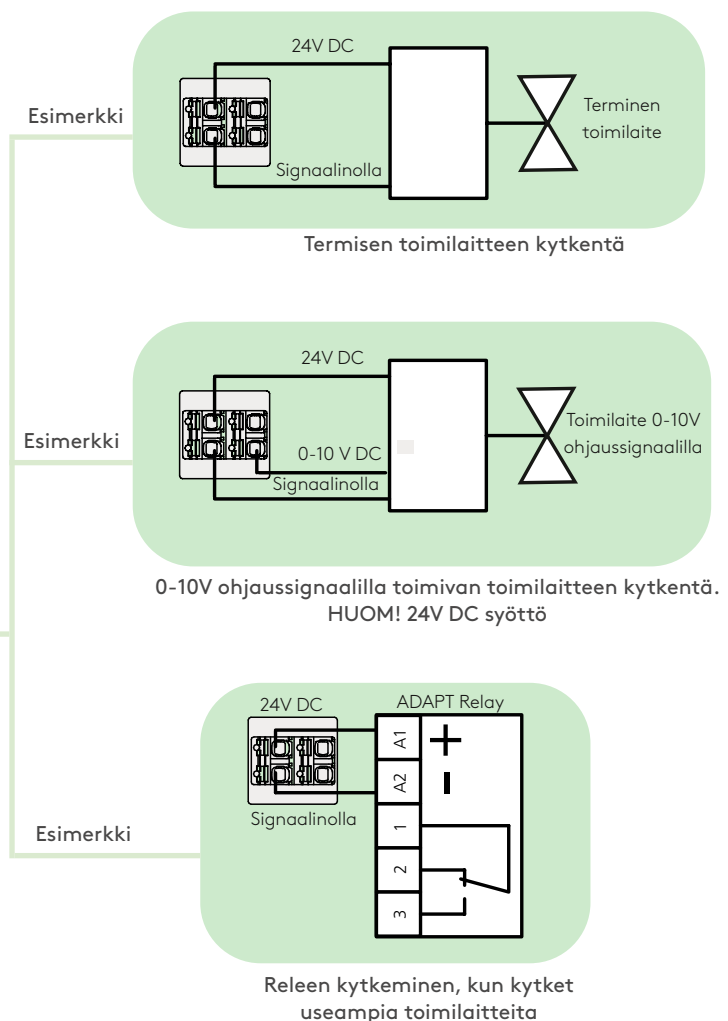 24V DC
Esimerkki
Signaalinolla
Terminen
toimilaite
Termisen toimilaitteen kytkentä
24V DC
Esimerkki
0-10 V DC
Signaalinolla
Toimilaite 0-10V
ohjaussignaalilla
0-10V ohjaussignaalilla toimivan toimilaitteen kytkentä.
HUOM! 24V DC syöttö
24V DC
ADAPT Relay
A1
A2
1
2
3
+
-
Signaalinolla
Esimerkki
Releen kytkeminen, kun kytket
useampia toimilaitteita